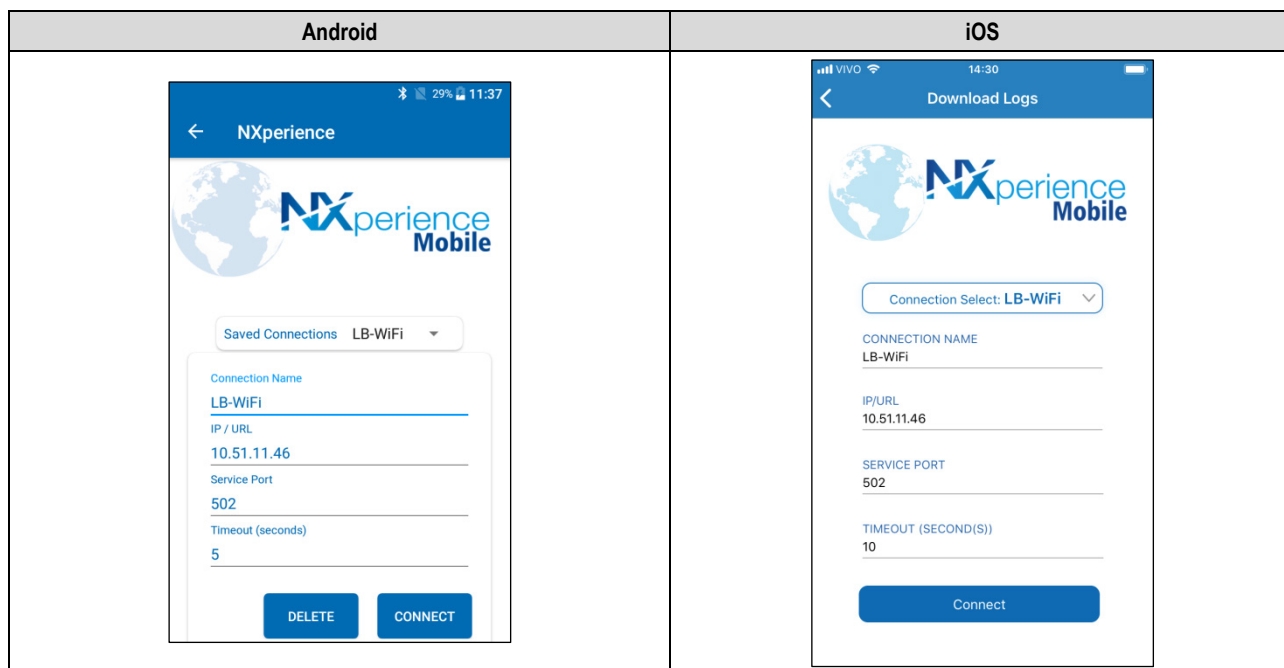 Android
iOS
29% 11:37
NXperience
NXperience
Mobile
Saved Connections LB-WiFi
Connection Name
LB-WiFi
IP / URL
10.51.11.46
Service Port
502
Timeout (seconds)
5
DELETE CONNECT
VIVO 14:30
Download Logs
NXperience
Mobile
Connection Select: LB-WiFi
CONNECTION NAME
LB-WiFi
IP/URL
10.51.11.46
SERVICE PORT
502
TIMEOUT (SECOND(S))
10
Connect